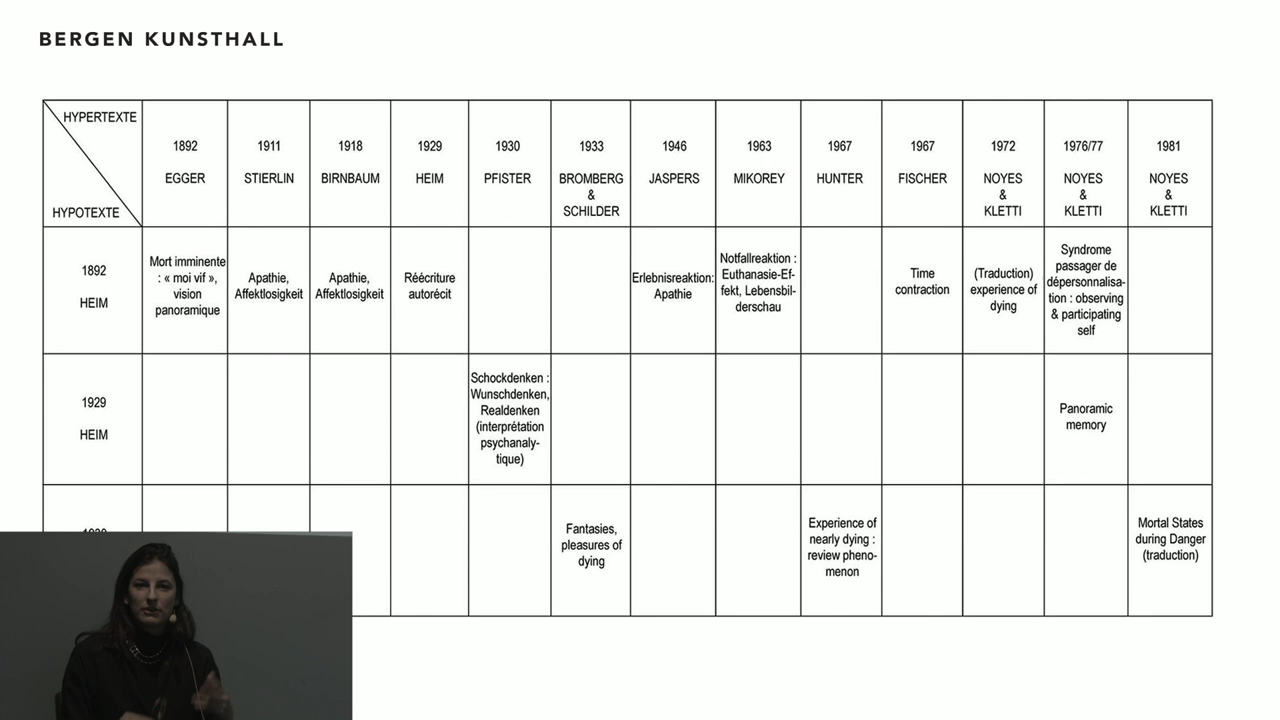 BERGEN KUNSTHALL
HYPERTEXTE
HYPOTEXTE
1892
EGGER
1911
STIERLIN
1918
BIRNBAUM
1929
HEIM
1930
PFISTER
1933
BROMBERG
&
SCHILDER
1946
JASPERS
1963
MIKOREY
1967
HUNTER
1967
FISCHER
1972
NOYES
&
KLETTI
1976/77
NOYES
&
KLETTI
1981
NOYES
&
KLETTI
1892
HEIM
Mort imminente
: « moi vif »,
vision
panoramique
Apathie,
Affektlosigkeit
Apathie,
Affektlosigkeit
Réécriture
autorécit
Erlebnisreaktion:
Apathie
Notfallreaktion :
Euthanasie-Ef-
fekt, Lebensbil-
derschau
Time
contraction
(Traduction)
experience of
dying
Syndrome
passager de
dépersonnalisa-
tion : observing
& participating
self
1929
HEIM
Schockdenken :
Wunschdenken,
Realdenken
(interprétation
psychanaly-
tique)
Panoramic
memory
Fantasies,
pleasures of
dying
Experience of
nearly dying :
review pheno-
menon
Mortal States
during Danger
(traduction)